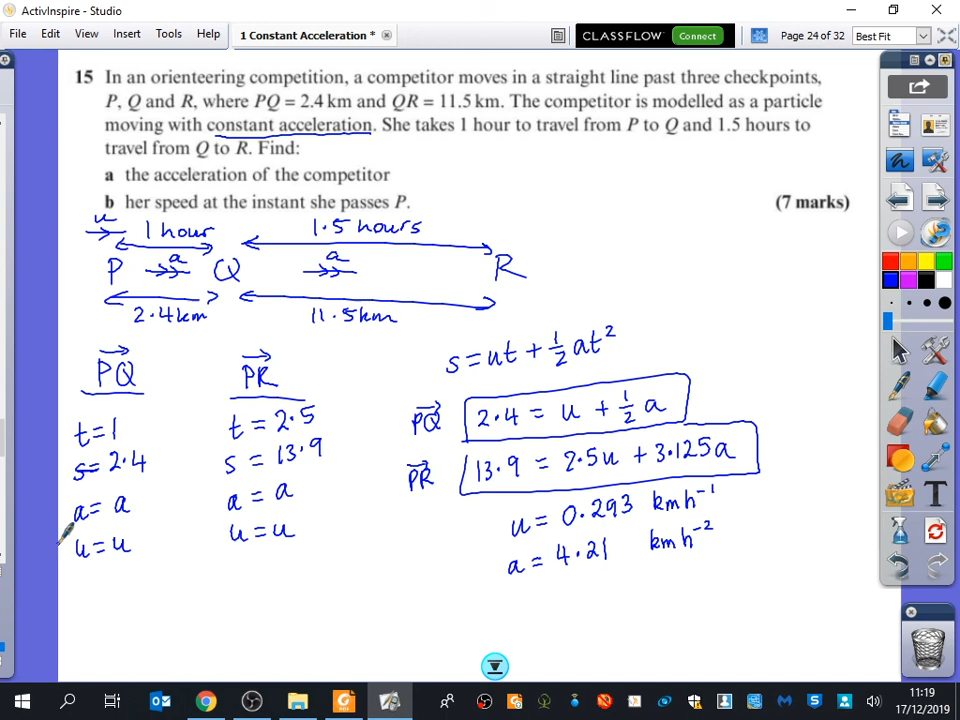 ActivInspire - Studio
File Edit View Insert Tools Help
1 Constant Acceleration *
CLASSFLOW Connect
Page 24 of 32
Best Fit
15 In an orienteering competition, a competitor moves in a straight line past three checkpoints,
P, Q and R, where PQ = 2.4 km and QR = 11.5 km. The competitor is modelled as a particle
moving with constant acceleration. She takes 1 hour to travel from P to Q and 1.5 hours to
travel from Q to R. Find:
a the acceleration of the competitor
b her speed at the instant she passes P. (7 marks)
u 1 hour 1.5 hours
P a Q a R
2.4km 11.5km
PQ PR
t=1
s=2.4
a=a
u=u
t=2.5
s=13.9
a=a
u=u
s=ut+½at²
PQ 2.4 = u + ½a
PR 13.9 = 2.5u + 3.125a
u = 0.293 kmh⁻¹
a = 4.21 kmh⁻²
11:19
17/12/2019